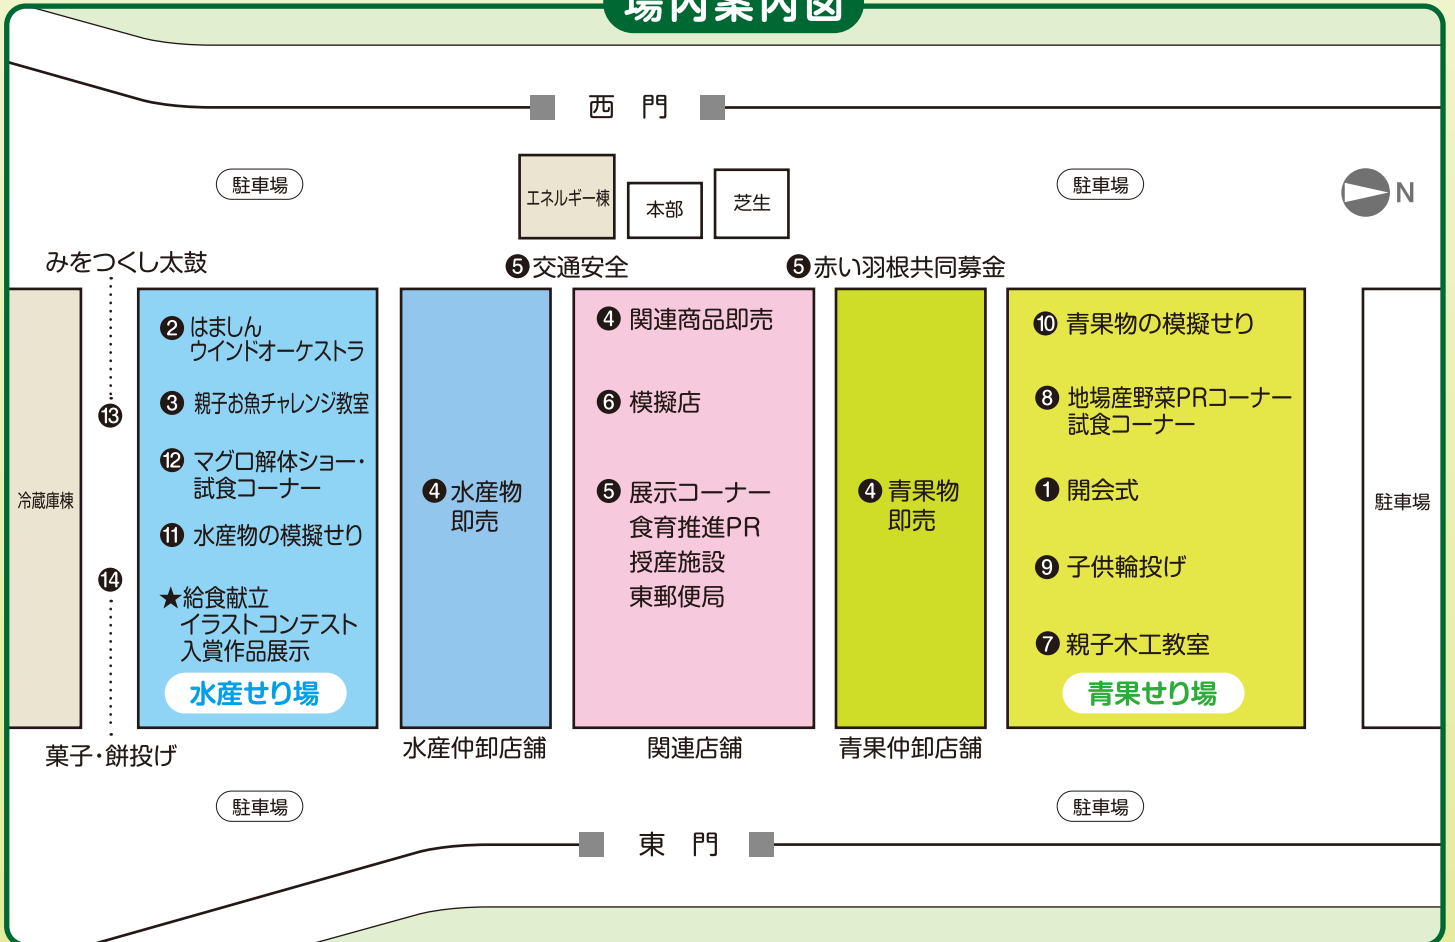 場内案内図
西 門
駐車場
エネルギー棟
本部
芝生
駐車場
N
みをつくし太鼓
❺交通安全
❺赤い羽根共同募金
冷蔵庫棟
⓭
⓮
菓子・餅投げ
❷はましん
ウインドオーケストラ
❸親子お魚チャレンジ教室
⓬マグロ解体ショー・
試食コーナー
⓫水産物の模擬せり
★給食献立
イラストコンテスト
入賞作品展示
水産せり場
❹水産物
即売
水産仲卸店舗
❹関連商品即売
❻模擬店
❺展示コーナー
食育推進PR
授産施設
東郵便局
関連店舗
❹青果物
即売
青果仲卸店舗
❿青果物の模擬せり
❽地場産野菜PRコーナー
試食コーナー
❶開会式
❾子供輪投げ
❼親子木工教室
青果せり場
駐車場
駐車場
駐車場
東 門